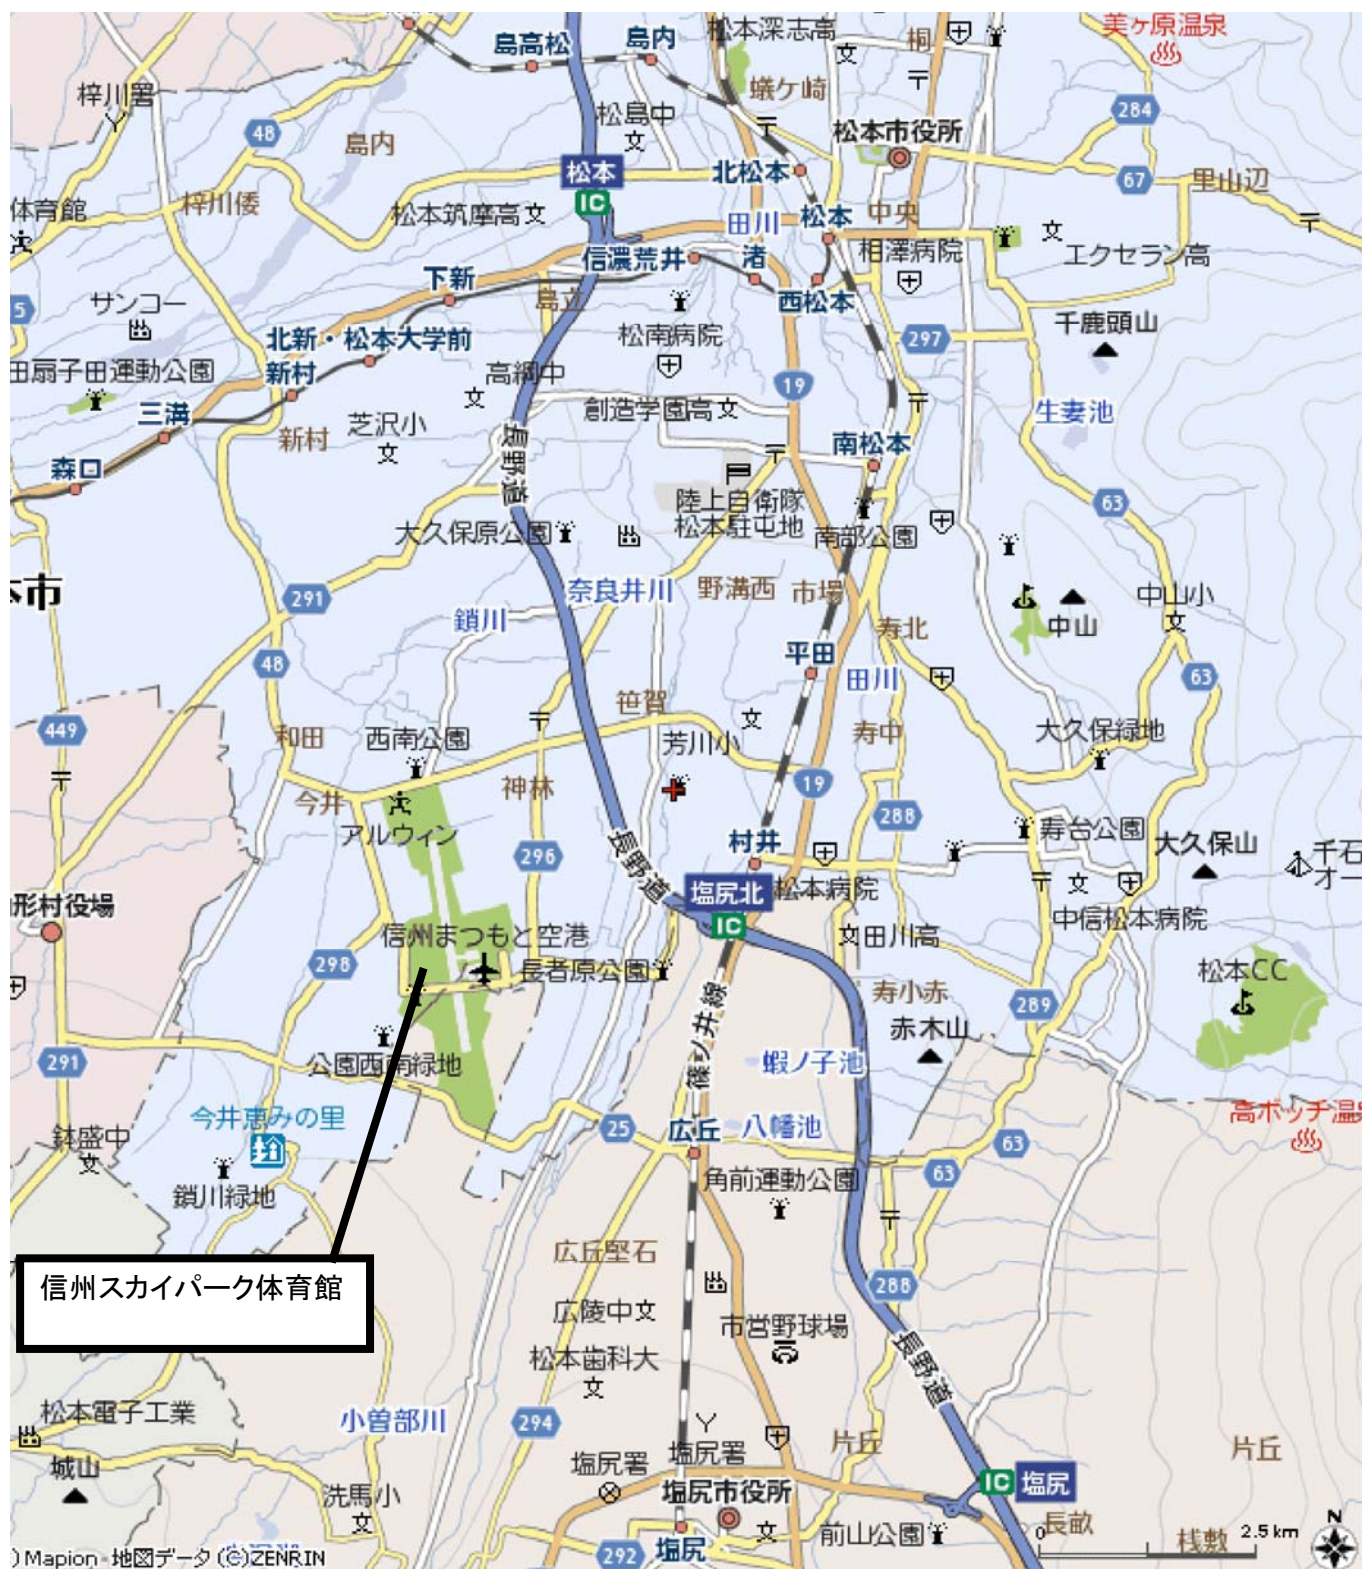 島高松
島内
松本深志高
桐
美ヶ原温泉
梓川署
松島中
蟻ケ崎
284
48
島内
松本市役所
松本
IC
北松本
67
里山辺
体育館
梓川倭
松本筑摩高
田川
松本
中央
相澤病院
エクセラン高
信濃荒井
渚
下新
島立
西松本
サンコー
5
北新・松本大学前
松南病院
297
千鹿頭山
田扇子田運動公園
新村
高綱中
19
生妻池
三溝
新村
芝沢小
創造学園高
長野道
南松本
森口
陸上自衛隊
松本駐屯地
63
大久保原公園
南部公園
本市
291
奈良井川
野溝西
市場
中山小
鎖川
寿北
中山
48
平田
田川
63
449
笹賀
和田
西南公園
芳川小
寿中
大久保緑地
今井
神林
19
アルウィン
288
寿台公園
大久保山
千石
オー
296
長野道
村井
塩尻北
IC
松本病院
中信松本病院
形村役場
信州まつもと空港
298
長者原公園
田川高
松本CC
寿小赤
289
赤木山
篠ノ井線
291
公園西南緑地
蝦ノ子池
今井恵みの里
25
広丘
八幡池
63
高ボッチ温泉
鉢盛中
63
鎖川緑地
角前運動公園
広丘堅石
信州スカイパーク体育館
288
広陵中
市営野球場
松本歯科大
長野道
松本電子工業
小曽部川
294
片丘
片丘
城山
塩尻署
塩尻署
IC
塩尻
洗馬小
塩尻市役所
前山公園
長畝
桟敷
0
2.5km
N
292
塩尻
) Mapion・地図データ (C)ZENRIN